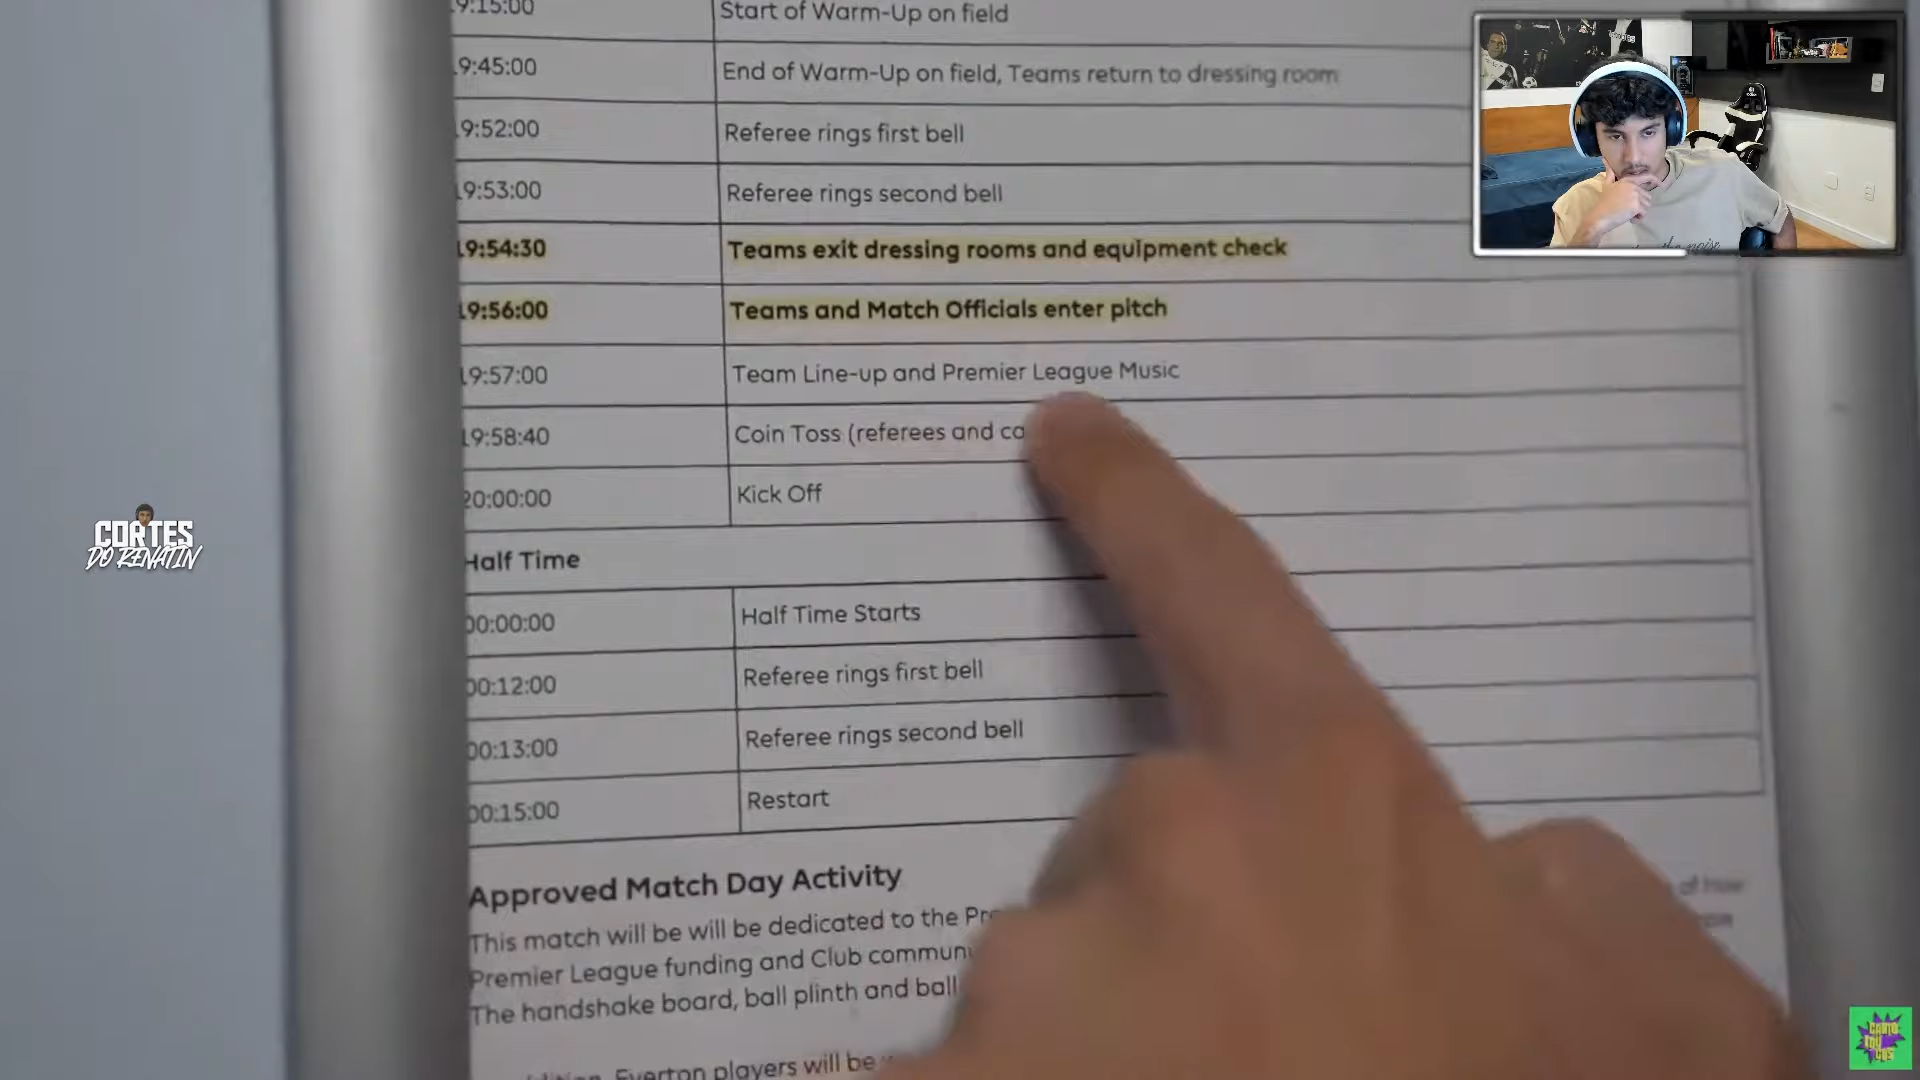 9:15:00 Start of Warm-Up on field
9:45:00 End of Warm-Up on field, Teams return to dressing room
9:52:00 Referee rings first bell
9:53:00 Referee rings second bell
19:54:30 Teams exit dressing rooms and equipment check
19:56:00 Teams and Match Officials enter pitch
19:57:00 Team Line-up and Premier League Music
19:58:40 Coin Toss (referees and
20:00:00 Kick Off
Half Time
00:00:00 Half Time Starts
00:12:00 Referee rings first bell
00:13:00 Referee rings second bell
00:15:00 Restart
Approved Match Day Activity
This match will be will be dedicated to the
Premier League funding and Club
The handshake board, ball plinth and ball
Everton players will be
CORTES
DO RENATIN